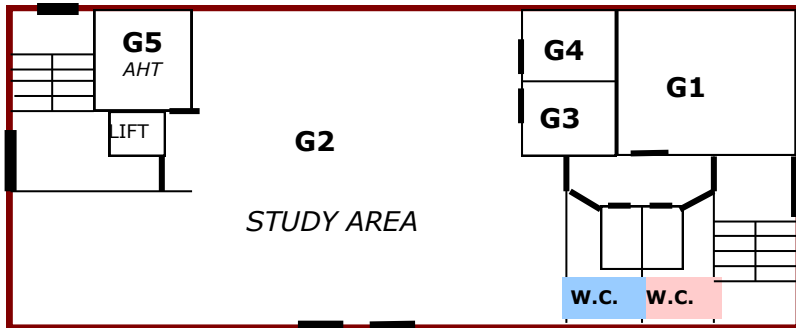 G5
AHT
LIFT
G2
STUDY AREA
G4
G3
G1
W.C.
W.C.